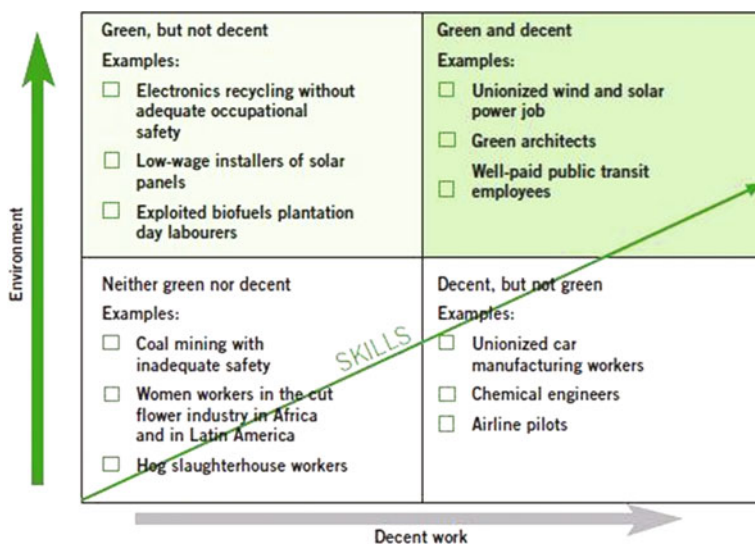 Green, but not decent
Examples:
Electronics recycling without
adequate occupational
safety
Low-wage installers of solar
panels
Exploited biofuels plantation
day labourers
Green and decent
Examples:
Unionized wind and solar
power job
Green architects
Well-paid public transit
employees
Environment
Neither green nor decent
Examples:
Coal mining with
inadequate safety
Women workers in the cut
flower industry in Africa
and in Latin America
Hog slaughterhouse workers
SKILLS
Decent, but not green
Examples:
Unionized car
manufacturing workers
Chemical engineers
Airline pilots
Decent work